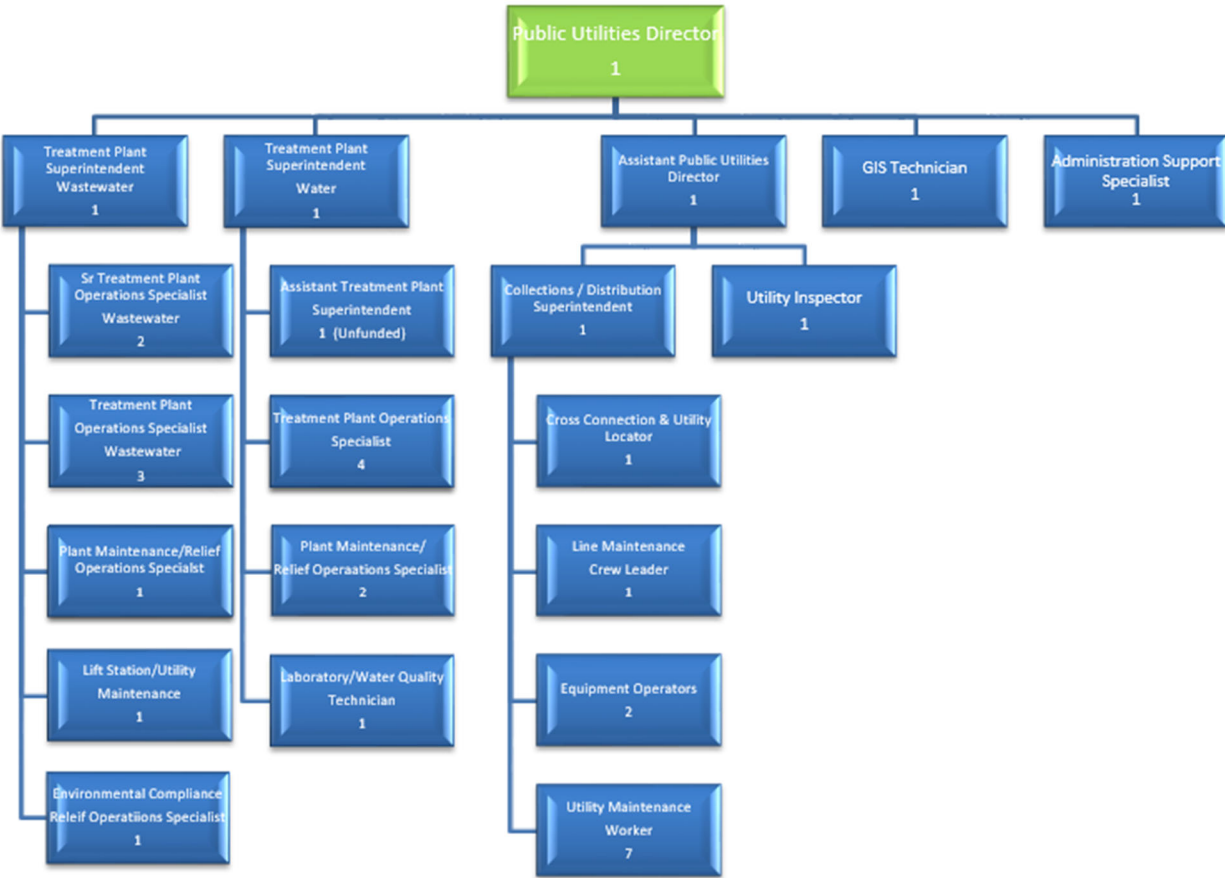 Public Utilities Director
1
Treatment Plant
Superintendent
Wastewater
1
Treatment Plant
Superintendent
Water
1
Assistant Public Utilities
Director
1
GIS Technician
1
Administration Support
Specialist
1
Sr Treatment Plant
Operations Specialist
Wastewater
2
Treatment Plant
Operations Specialist
Wastewater
3
Plant Maintenance/Relief
Operations Specialst
1
Lift Station/Utility
Maintenance
1
Environmental Compliance
Releif Operatiions Specialist
1
Assistant Treatment Plant
Superintendent
1 (Unfunded)
Treatment Plant Operations
Specialist
4
Plant Maintenance/
Relief Operaations Specialist
2
Laboratory/Water Quality
Technician
1
Collections / Distribution
Superintendent
1
Utility Inspector
1
Cross Connection & Utility
Locator
1
Line Maintenance
Crew Leader
1
Equipment Operators
2
Utility Maintenance
Worker
7